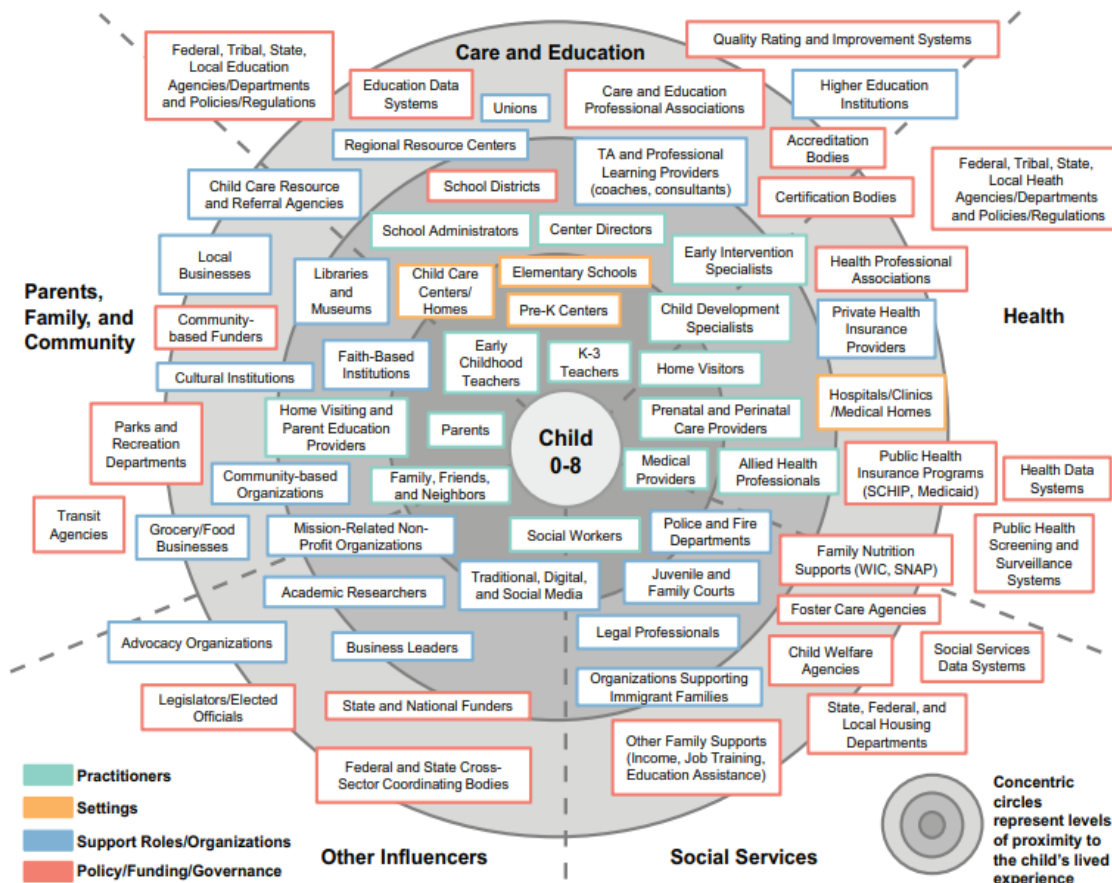 Care and Education
Federal, Tribal, State,
Local Education
Agencies/Departments
and Policies/Regulations
Education Data
Systems
Unions
Care and Education
Professional Associations
Quality Rating and Improvement Systems
Higher Education
Institutions
Regional Resource Centers
TA and Professional
Learning Providers
(coaches, consultants)
Accreditation
Bodies
Federal, Tribal, State,
Local Heath
Agencies/Departments
and Policies/Regulations
Child Care Resource
and Referral Agencies
School Districts
Certification Bodies
School Administrators
Center Directors
Early Intervention
Specialists
Health Professional
Associations
Local
Businesses
Libraries
and
Museums
Child Care
Centers/
Homes
Elementary Schools
Pre-K Centers
Child Development
Specialists
Private Health
Insurance
Providers
Parents,
Family, and
Community
Health
Community-
based Funders
Cultural Institutions
Faith-Based
Institutions
Early
Childhood
Teachers
K-3
Teachers
Home Visitors
Hospitals/Clinics
/Medical Homes
Parks and
Recreation
Departments
Home Visiting and
Parent Education
Providers
Parents
Child
0-8
Prenatal and Perinatal
Care Providers
Community-based
Organizations
Family, Friends,
and Neighbors
Medical
Providers
Allied Health
Professionals
Public Health
Insurance Programs
(SCHIP, Medicaid)
Health Data
Systems
Transit
Agencies
Grocery/Food
Businesses
Mission-Related Non-
Profit Organizations
Social Workers
Police and Fire
Departments
Family Nutrition
Supports (WIC, SNAP)
Public Health
Screening and
Surveillance
Systems
Academic Researchers
Traditional, Digital,
and Social Media
Juvenile and
Family Courts
Foster Care Agencies
Advocacy Organizations
Business Leaders
Legal Professionals
Child Welfare
Agencies
Social Services
Data Systems
Legislators/Elected
Officials
State and National Funders
Organizations Supporting
Immigrant Families
State, Federal, and
Local Housing
Departments
Federal and State Cross-
Sector Coordinating Bodies
Other Family Supports
(Income, Job Training,
Education Assistance)
Practitioners
Settings
Support Roles/Organizations
Policy/Funding/Governance
Other Influencers
Social Services
Concentric
circles
represent levels
of proximity to
the child's lived
experience